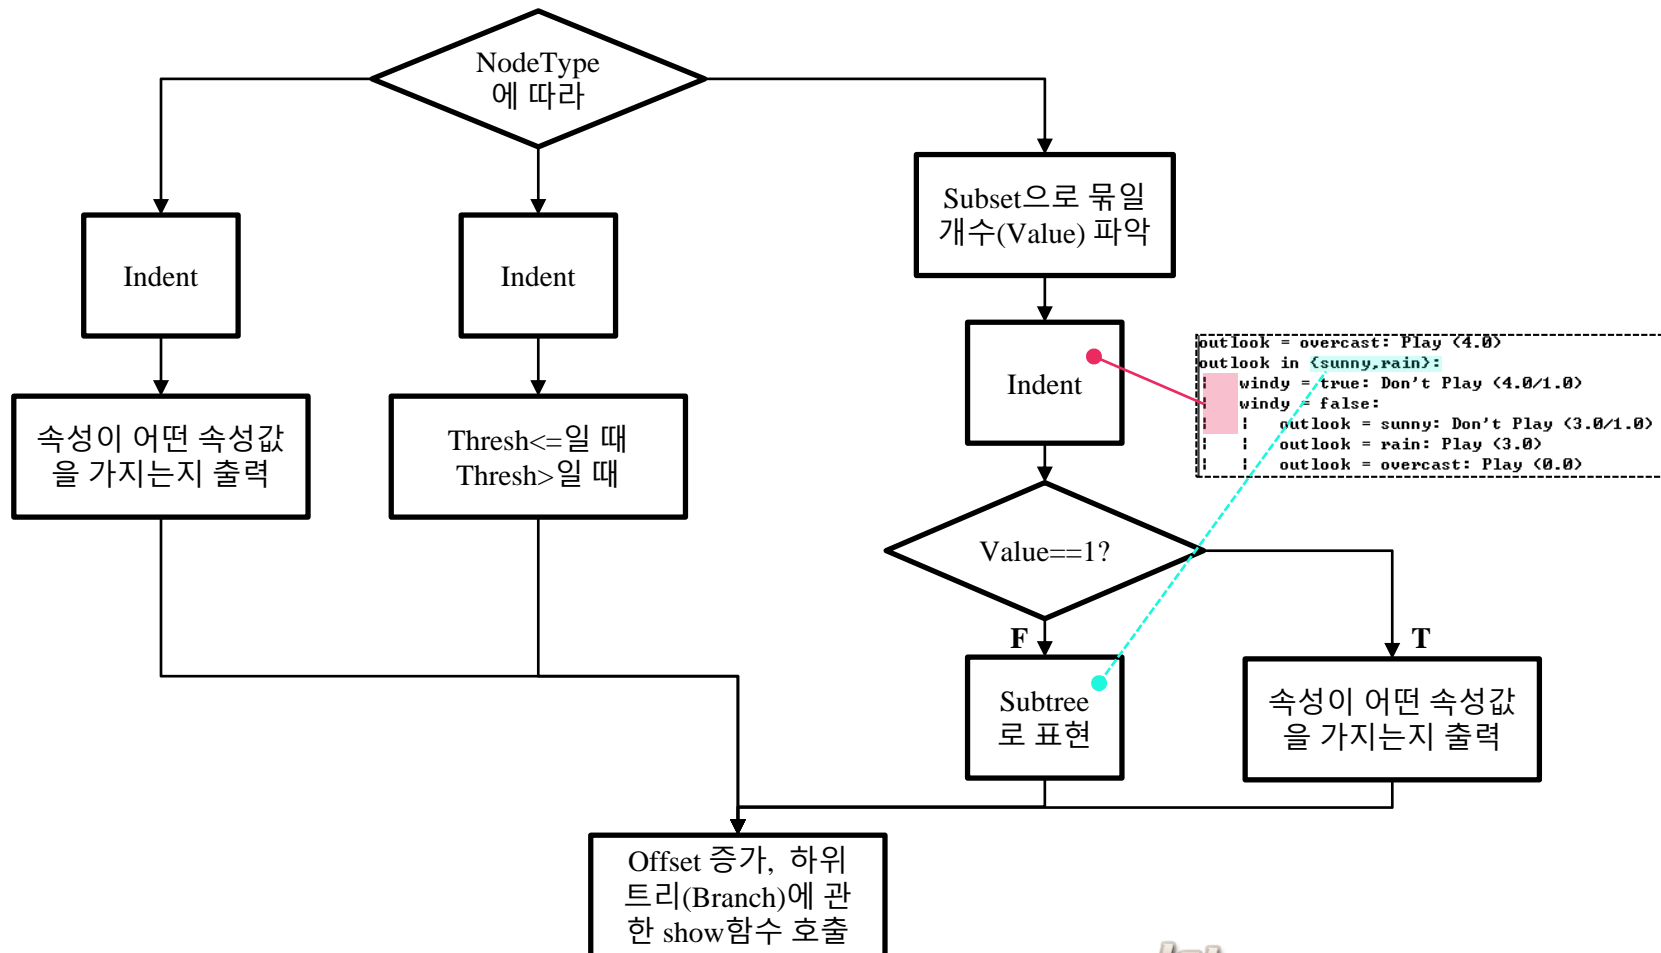 NodeType
에 따라
Indent
Indent
Subset으로 묶일
개수(Value) 파악
Indent
속성이 어떤 속성값
을 가지는지 출력
Thresh<=일 때
Thresh>일 때
outlook = overcast: Play (4.0)
outlook in {sunny,rain}:
|   windy = true: Don't Play (4.0/1.0)
|   windy = false:
|   |   outlook = sunny: Don't Play (3.0/1.0)
|   |   outlook = rain: Play (3.0)
|   |   outlook = overcast: Play (0.0)
Value==1?
F
T
Subtree
로 표현
속성이 어떤 속성값
을 가지는지 출력
Offset 증가, 하위
트리(Branch)에 관
한 show함수 호출